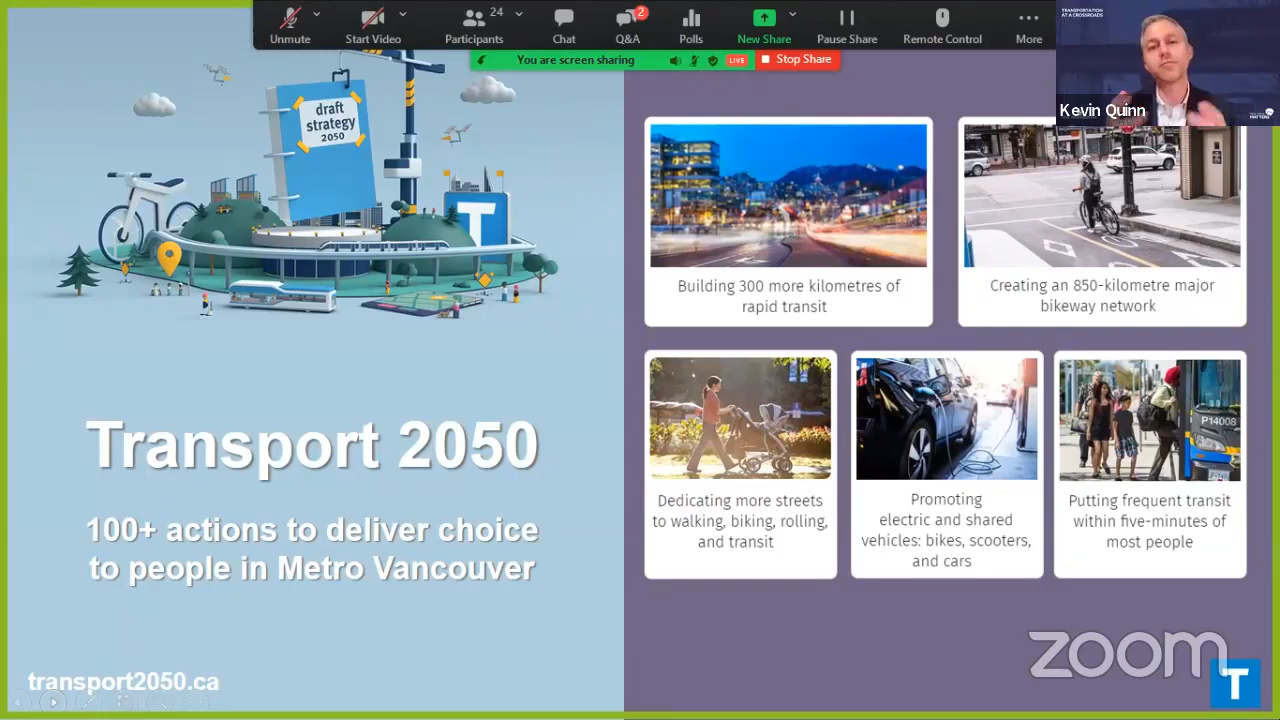 Unmute
Start Video
24
Participants
Chat
2
Q&A
Polls
New Share
Pause Share
Remote Control
More
You are screen sharing
LIVE
Stop Share
TRANSPORTATION
AT A CROSSROADS
Kevin Quinn
MATTERS
draft
strategy
2050
T
Transport 2050
100+ actions to deliver choice
to people in Metro Vancouver
transport2050.ca
Building 300 more kilometres of
rapid transit
Creating an 850-kilometre major
bikeway network
Dedicating more streets
to walking, biking, rolling,
and transit
Promoting
electric and shared
vehicles: bikes, scooters,
and cars
P14008
Putting frequent transit
within five-minutes of
most people
zoom
T